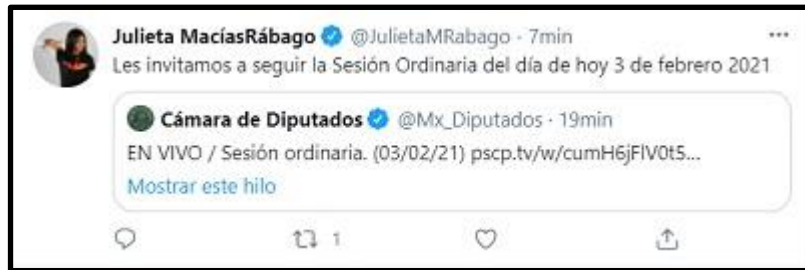 Julieta MacíasRábago @JulietaMRabago · 7min
Les invitamos a seguir la Sesión Ordinaria del día de hoy 3 de febrero 2021
Cámara de Diputados @Mx_Diputados · 19min
EN VIVO / Sesión ordinaria. (03/02/21) pscp.tv/w/cumH6jFlV0t5...
Mostrar este hilo
1